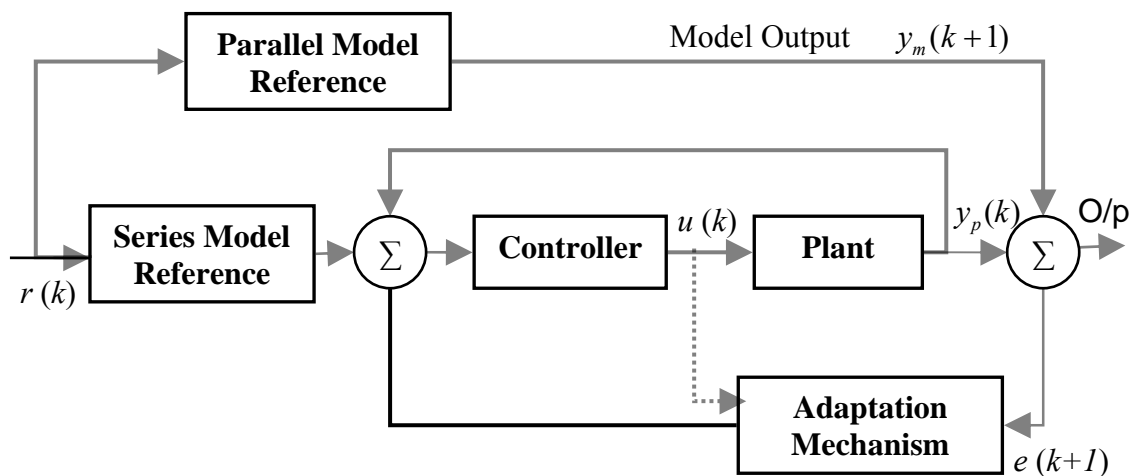 Parallel Model
Reference
Model Output y_m(k+1)
Series Model
Reference
r (k)
Σ
Controller
u (k)
Plant
y_p(k)
Σ
O/p
Adaptation
Mechanism
e (k+1)